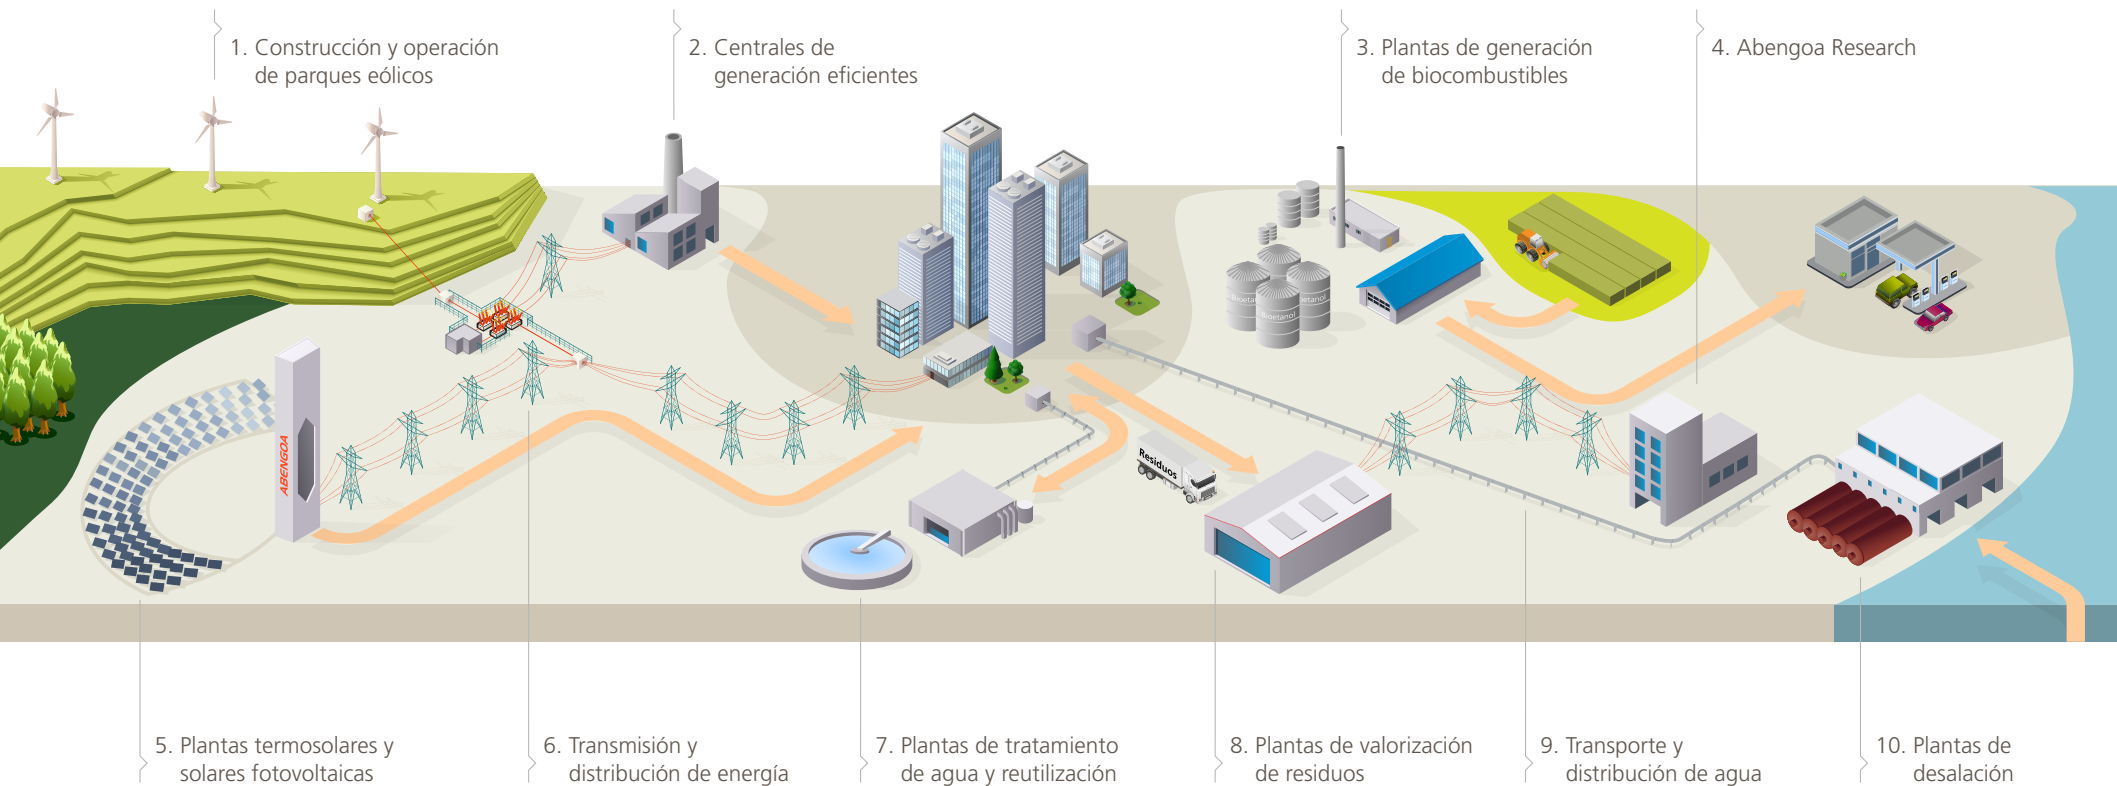 1. Construcción y operación
de parques eólicos
2. Centrales de
generación eficientes
3. Plantas de generación
de biocombustibles
4. Abengoa Research
Bioetanol
ABENGOA
Residuos
5. Plantas termosolares y
solares fotovoltaicas
6. Transmisión y
distribución de energía
7. Plantas de tratamiento
de agua y reutilización
8. Plantas de valorización
de residuos
9. Transporte y
distribución de agua
10. Plantas de
desalación